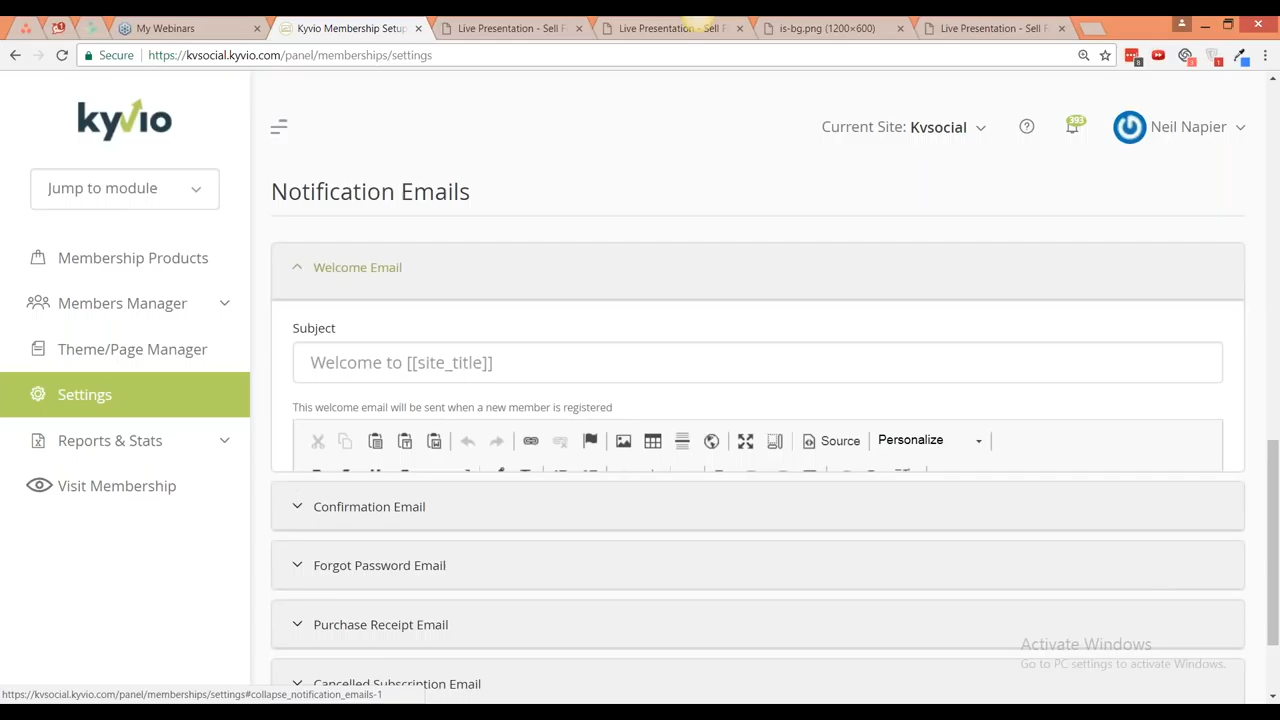 My Webinars
Kyvio Membership Setup
Live Presentation - Sell F
Live Presentation - Sell F
is-bg.png (1200×600)
Live Presentation - Sell F
Secure
https://kvsocial.kyvio.com/panel/memberships/settings
kyvio
Jump to module
Membership Products
Members Manager
Theme/Page Manager
Settings
Reports & Stats
Visit Membership
Current Site: Kvsocial
393
Neil Napier
Notification Emails
Welcome Email
Subject
Welcome to [[site_title]]
This welcome email will be sent when a new member is registered
Source
Personalize
Confirmation Email
Forgot Password Email
Purchase Receipt Email
Cancelled Subscription Email
Activate Windows
Go to PC settings to activate Windows.
https://kvsocial.kyvio.com/panel/memberships/settings#collapse_notification_emails-1